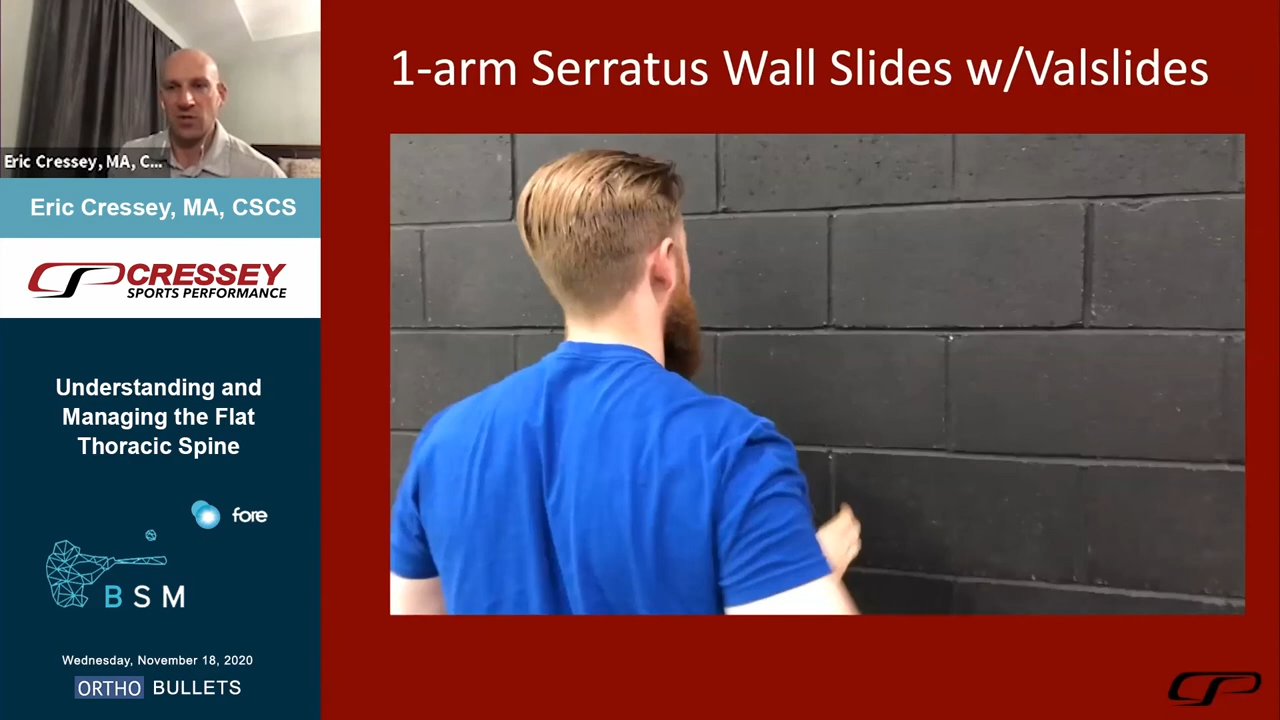 1-arm Serratus Wall Slides w/Valslides
Eric Cressey, MA, C...
Eric Cressey, MA, CSCS
CRESSEY
SPORTS PERFORMANCE
Understanding and
Managing the Flat
Thoracic Spine
fore
BSM
Wednesday, November 18, 2020
ORTHO BULLETS